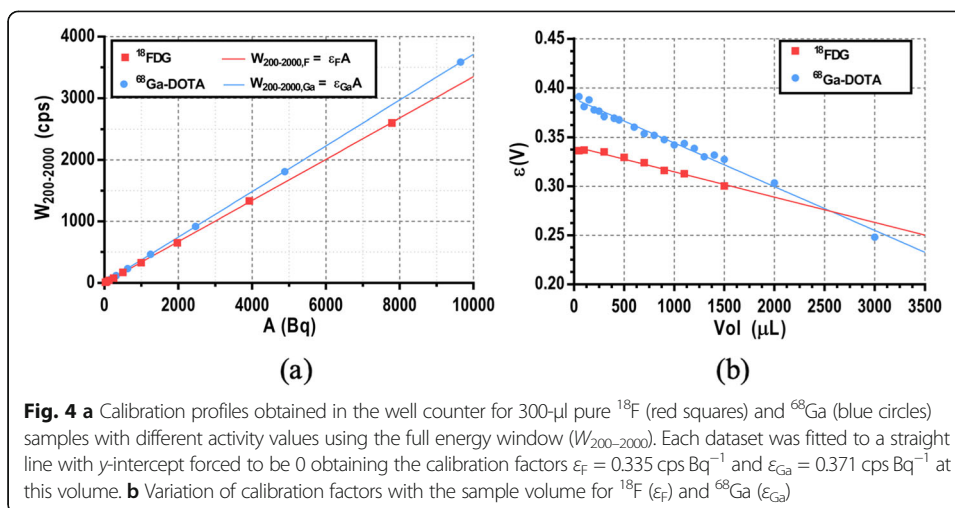 4000
3000
2000
1000
0
W200-2000 (cps)
¹⁸FDG
⁶⁸Ga-DOTA
W200-2000,F = εFA
W200-2000,Ga = εGaA
0 2000 4000 6000 8000 10000
A (Bq)
(a)
0.45
0.40
0.35
0.30
0.25
0.20
ε(V)
¹⁸FDG
⁶⁸Ga-DOTA
500 1000 1500 2000 2500 3000 3500
Vol (μL)
(b)
Fig. 4 a Calibration profiles obtained in the well counter for 300-μl pure ¹⁸F (red squares) and ⁶⁸Ga (blue circles)
samples with different activity values using the full energy window (W200–2000). Each dataset was fitted to a straight
line with y-intercept forced to be 0 obtaining the calibration factors εF = 0.335 cps Bq⁻¹ and εGa = 0.371 cps Bq⁻¹ at
this volume. b Variation of calibration factors with the sample volume for ¹⁸F (εF) and ⁶⁸Ga (εGa)